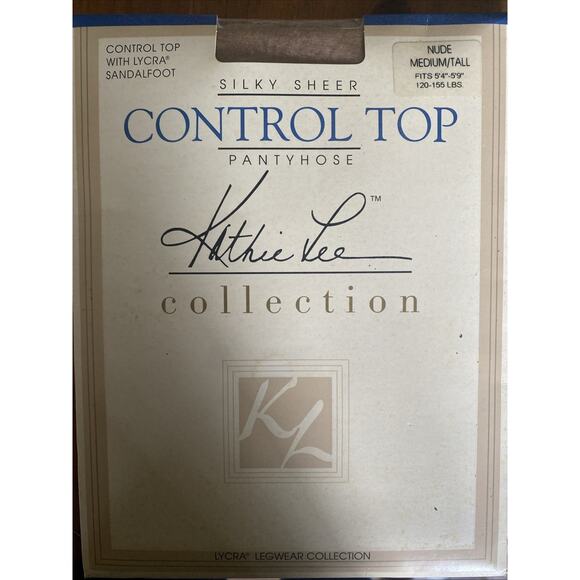 CONTROL TOP
WITH LYCRA®
SANDALFOOT
NUDE
MEDIUM/TALL
FITS 5'4"-5'9"
120-155 LBS.
SILKY SHEER
CONTROL TOP
PANTYHOSE
Kathie Lee™
collection
KL
LYCRA® LEGWEAR COLLECTION